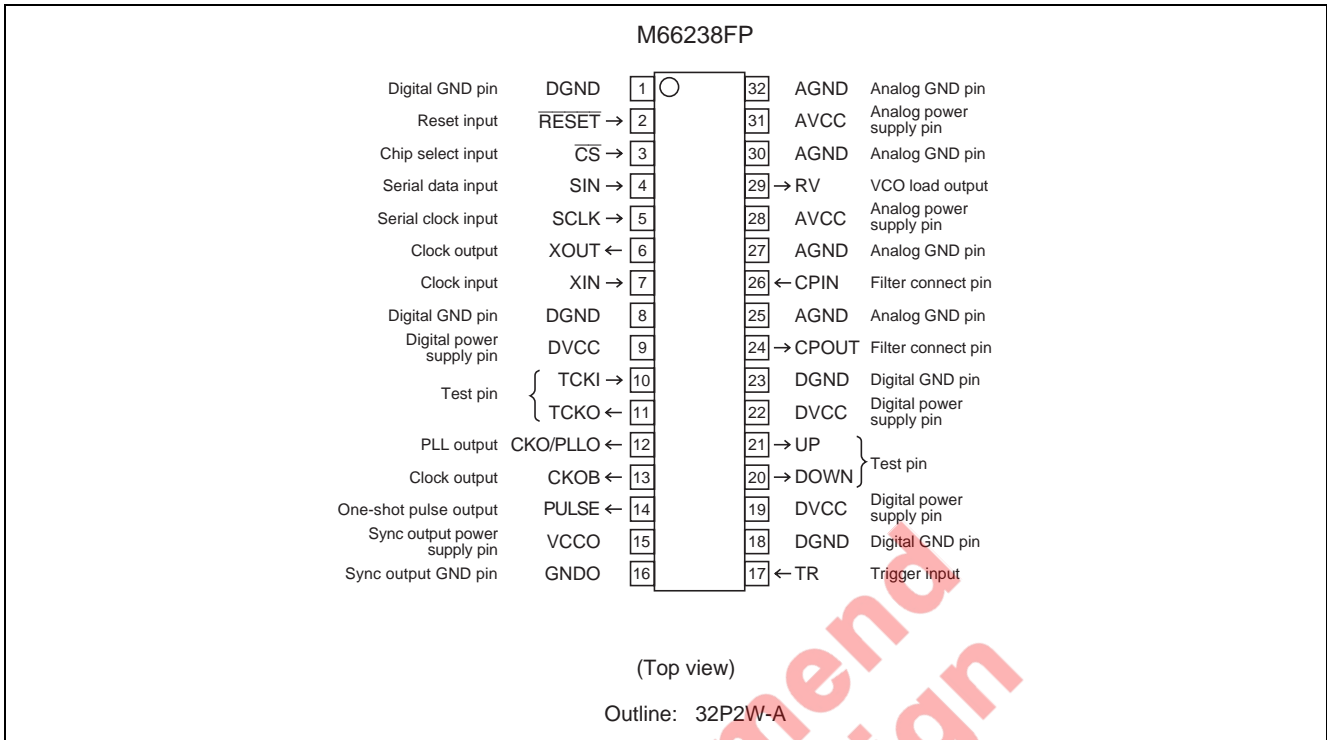 M66238FP
Digital GND pin DGND 1 32 AGND Analog GND pin
Reset input RESET → 2 31 AVCC Analog power supply pin
Chip select input CS → 3 30 AGND Analog GND pin
Serial data input SIN → 4 29 → RV VCO load output
Serial clock input SCLK → 5 28 AVCC Analog power supply pin
Clock output XOUT ← 6 27 AGND Analog GND pin
Clock input XIN → 7 26 ← CPIN Filter connect pin
Digital GND pin DGND 8 25 AGND Analog GND pin
Digital power supply pin DVCC 9 24 → CPOUT Filter connect pin
Test pin TCKI → 10 23 DGND Digital GND pin
TCKO ← 11 22 DVCC Digital power supply pin
PLL output CKO/PLLO ← 12 21 → UP Test pin
Clock output CKOB ← 13 20 → DOWN
One-shot pulse output PULSE ← 14 19 DVCC Digital power supply pin
Sync output power supply pin VCCO 15 18 DGND Digital GND pin
Sync output GND pin GNDO 16 17 ← TR Trigger input
(Top view)
Outline: 32P2W-A